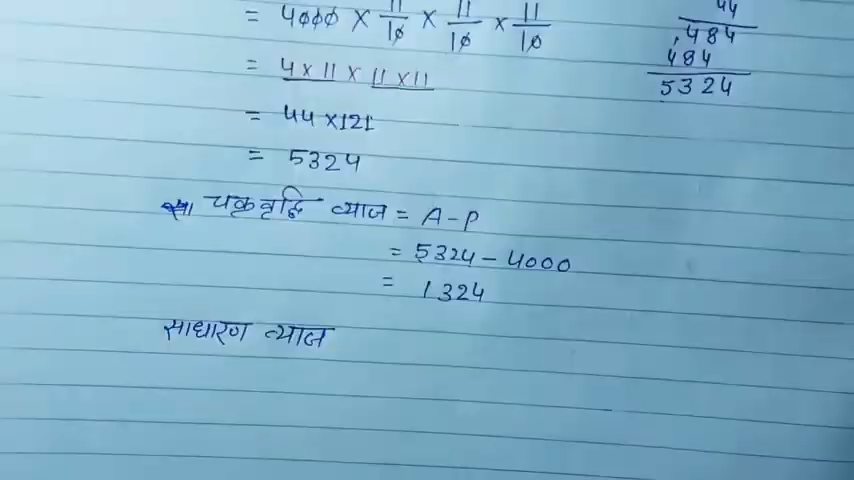 = 4000 × 11/10 × 11/10 × 11/10
= 4 × 11 × 11 × 11
= 44 × 121
= 5324
चक्रवृद्धि ब्याज = A - P
= 5324 - 4000
= 1324
साधारण ब्याज
44
484
484
5324